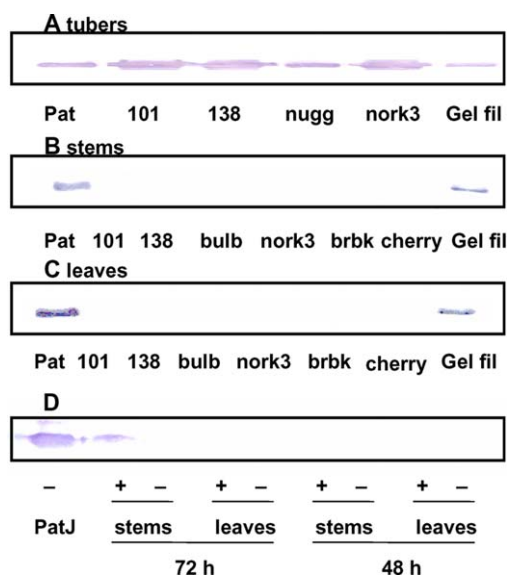 A tubers
Pat 101 138 nugg nork3 Gel fil
B stems
Pat 101 138 bulb nork3 brbk cherry Gel fil
C leaves
Pat 101 138 bulb nork3 brbk cherry Gel fil
D
– + – + – + – + –
PatJ stems leaves stems leaves
72 h 48 h